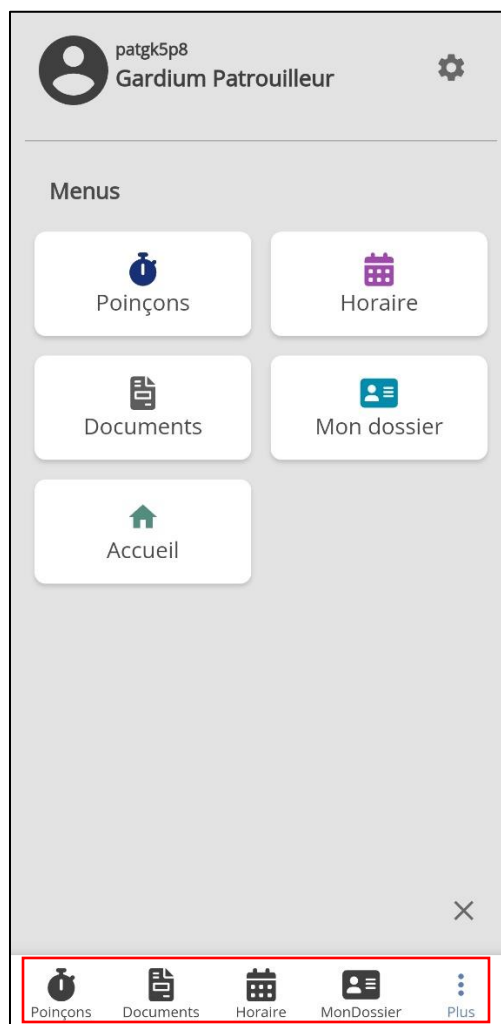 patgk5p8
Gardium Patrouilleur
Menus
Poinçons
Horaire
Documents
Mon dossier
Accueil
Poinçons
Documents
Horaire
MonDossier
Plus